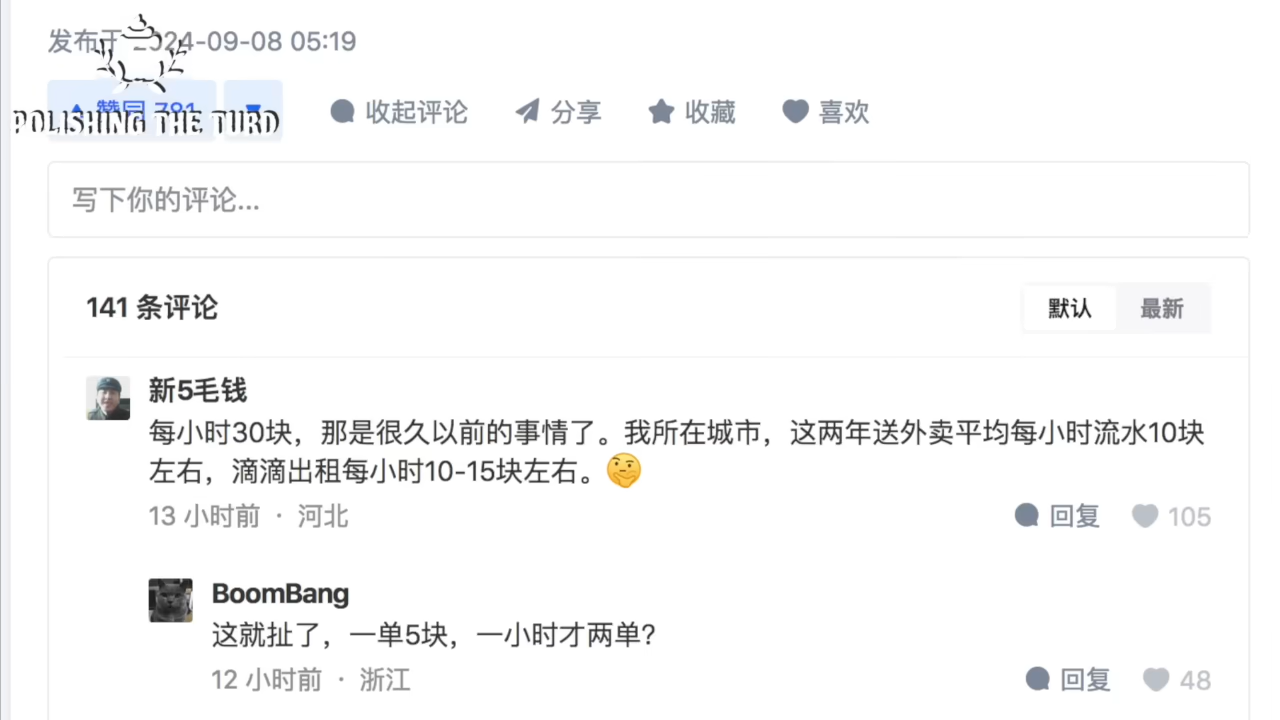 发布于 2024-09-08 05:19
赞同 781
POLISHING THE TURD
收起评论
分享
收藏
喜欢
写下你的评论...
141 条评论
默认
最新
新5毛钱
每小时30块，那是很久以前的事情了。我所在城市，这两年送外卖平均每小时流水10块
左右，滴滴出租每小时10-15块左右。🤔
13 小时前 · 河北
回复
105
BoomBang
这就扯了，一单5块，一小时才两单？
12 小时前 · 浙江
回复
48